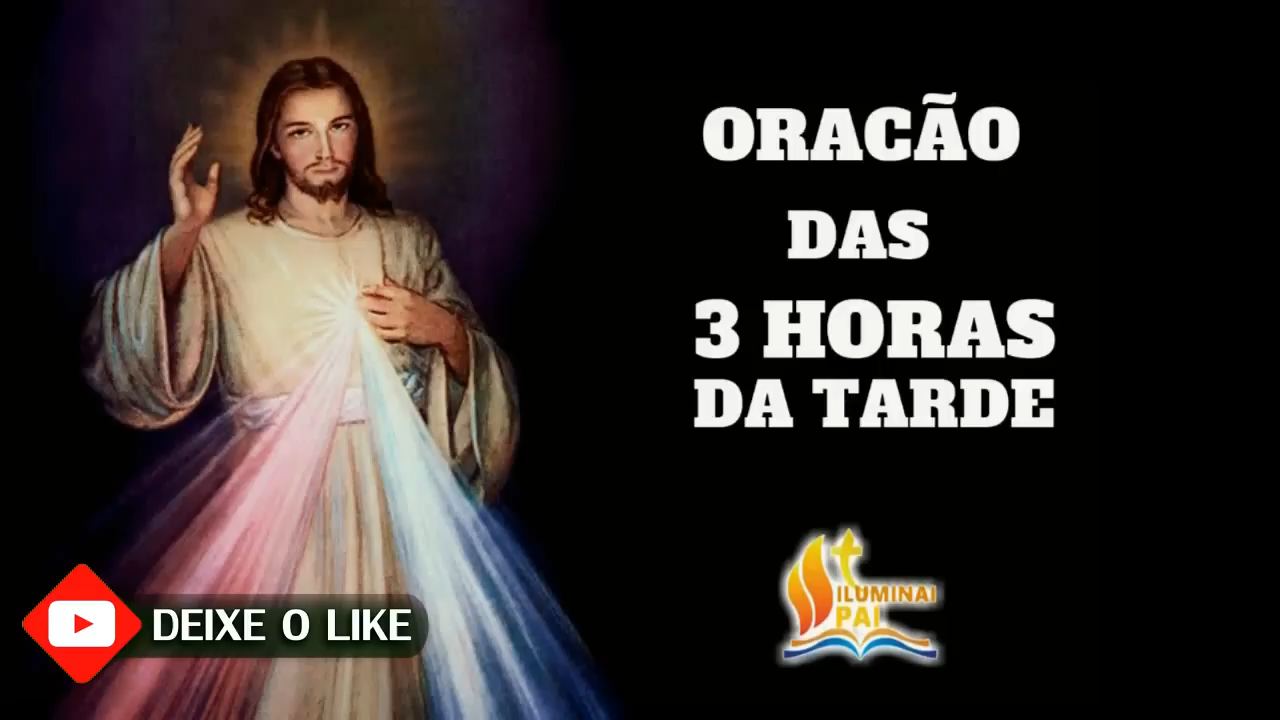 ORACÃO
DAS
3 HORAS
DA TARDE
ILUMINAI
PAI
DEIXE O LIKE